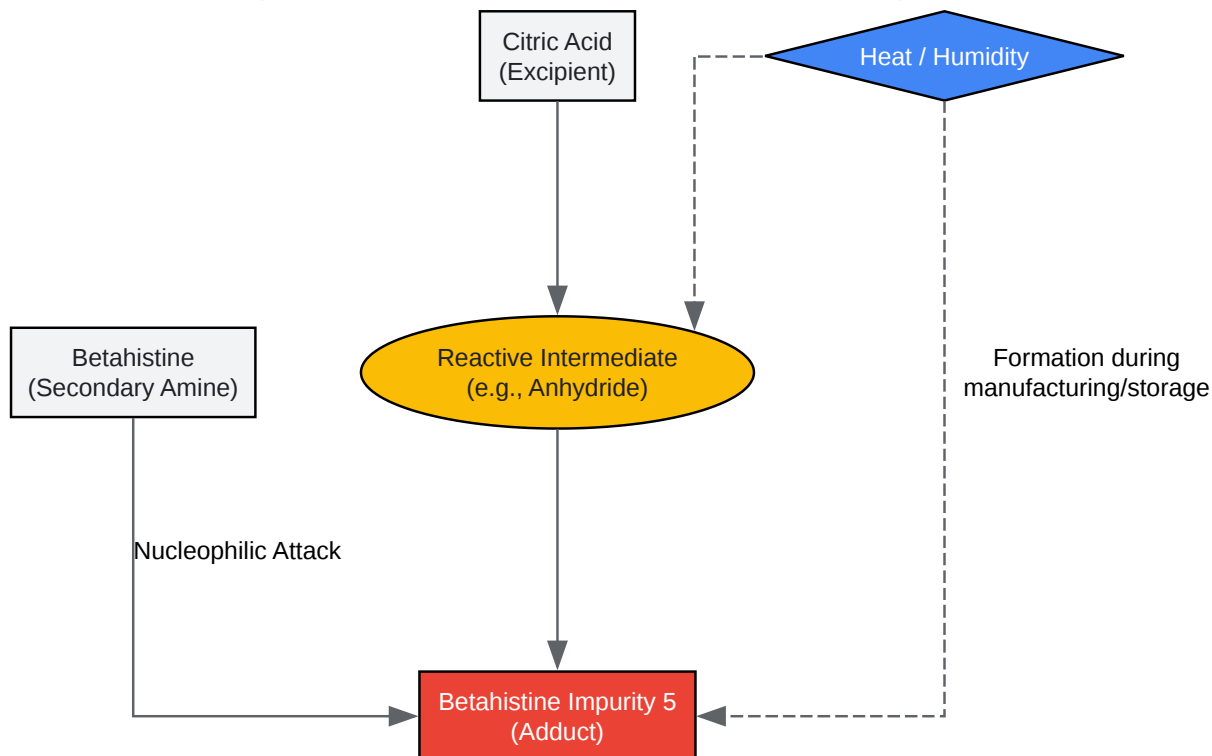 Citric Acid
(Excipient)
Heat / Humidity
Betahistine
(Secondary Amine)
Reactive Intermediate
(e.g., Anhydride)
Formation during
manufacturing/storage
Nucleophilic Attack
Betahistine Impurity 5
(Adduct)